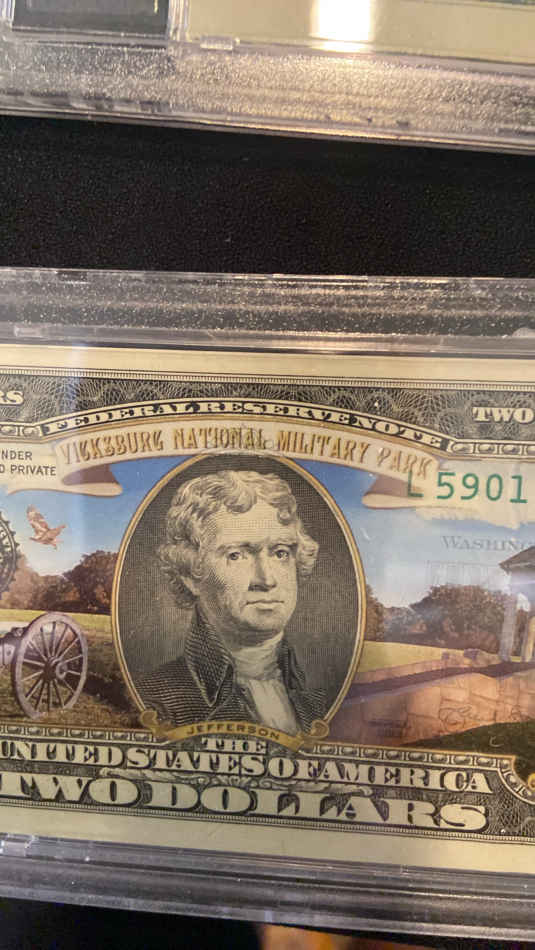 RS
FEDERAL RESERVE NOTE
TWO
VICKSBURG NATIONAL MILITARY PARK
NDER
D PRIVATE
L 5901
WASHING
JEFFERSON
THE
UNITED STATES OF AMERICA
TWO DOLLARS